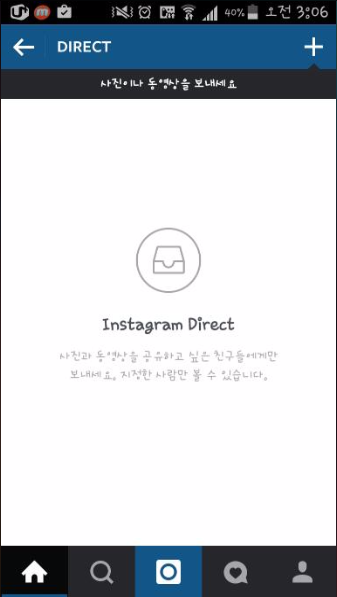 40% 오전 3:06
DIRECT
사진이나 동영상을 보내세요
Instagram Direct
사진과 동영상을 공유하고 싶은 친구들에게만
보내세요. 지정한 사람만 볼 수 있습니다.